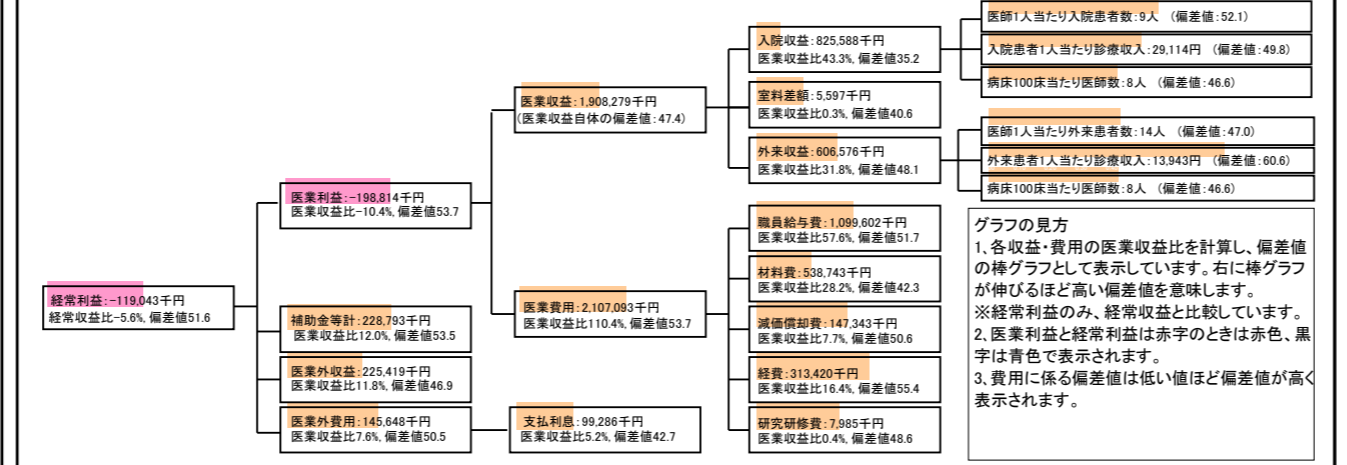 経常利益:-119,043千円
経常収益比-5.6%, 偏差値51.6
医業利益:-198,814千円
医業収益比-10.4%, 偏差値53.7
補助金等計:228,793千円
医業収益比12.0%, 偏差値53.5
医業外収益:225,419千円
医業収益比11.8%, 偏差値46.9
医業外費用:145,648千円
医業収益比7.6%, 偏差値50.5
医業収益:1,908,279千円
(医業収益自体の偏差値:47.4)
医業費用:2,107,093千円
医業収益比110.4%, 偏差値53.7
支払利息:99,286千円
医業収益比5.2%, 偏差値42.7
入院収益:825,588千円
医業収益比43.3%, 偏差値35.2
室料差額:5,597千円
医業収益比0.3%, 偏差値40.6
外来収益:606,576千円
医業収益比31.8%, 偏差値48.1
職員給与費:1,099,602千円
医業収益比57.6%, 偏差値51.7
材料費:538,743千円
医業収益比28.2%, 偏差値42.3
減価償却費:147,343千円
医業収益比7.7%, 偏差値50.6
経費:313,420千円
医業収益比16.4%, 偏差値55.4
研究研修費:7,985千円
医業収益比0.4%, 偏差値48.6
医師1人当たり入院患者数:9人 (偏差値:52.1)
入院患者1人当たり診療収入:29,114円 (偏差値:49.8)
病床100床当たり医師数:8人 (偏差値:46.6)
医師1人当たり外来患者数:14人 (偏差値:47.0)
外来患者1人当たり診療収入:13,943円 (偏差値:60.6)
病床100床当たり医師数:8人 (偏差値:46.6)
グラフの見方
1、各収益・費用の医業収益比を計算し、偏差値
の棒グラフとして表示しています。右に棒グラフ
が伸びるほど高い偏差値を意味します。
※経常利益のみ、経常収益と比較しています。
2、医業利益と経常利益は赤字のときは赤色、黒
字は青色で表示されます。
3、費用に係る偏差値は低い値ほど偏差値が高く
表示されます。